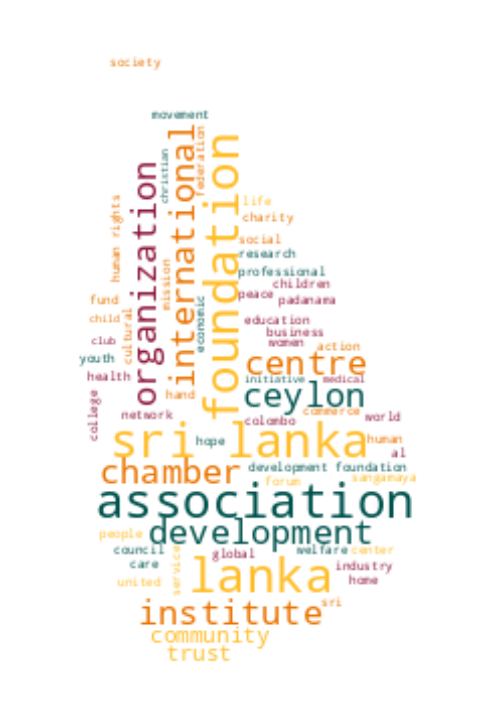 society
movement
christian
federation
international
foundation
organization
human rights
life
charity
social
research
professional
mission
children
peace
padanama
economic
fund
child
cultural
education
business
club
women
action
youth
centre
health
initiative
medical
hand
ceylon
college
network
commerce
colombo
world
sri lanka
hope
human
al
chamber
development foundation
forum
sangamaya
association
development
people
council
service
global
welfare
center
care
industry
united
lanka
home
institute
sri
community
trust